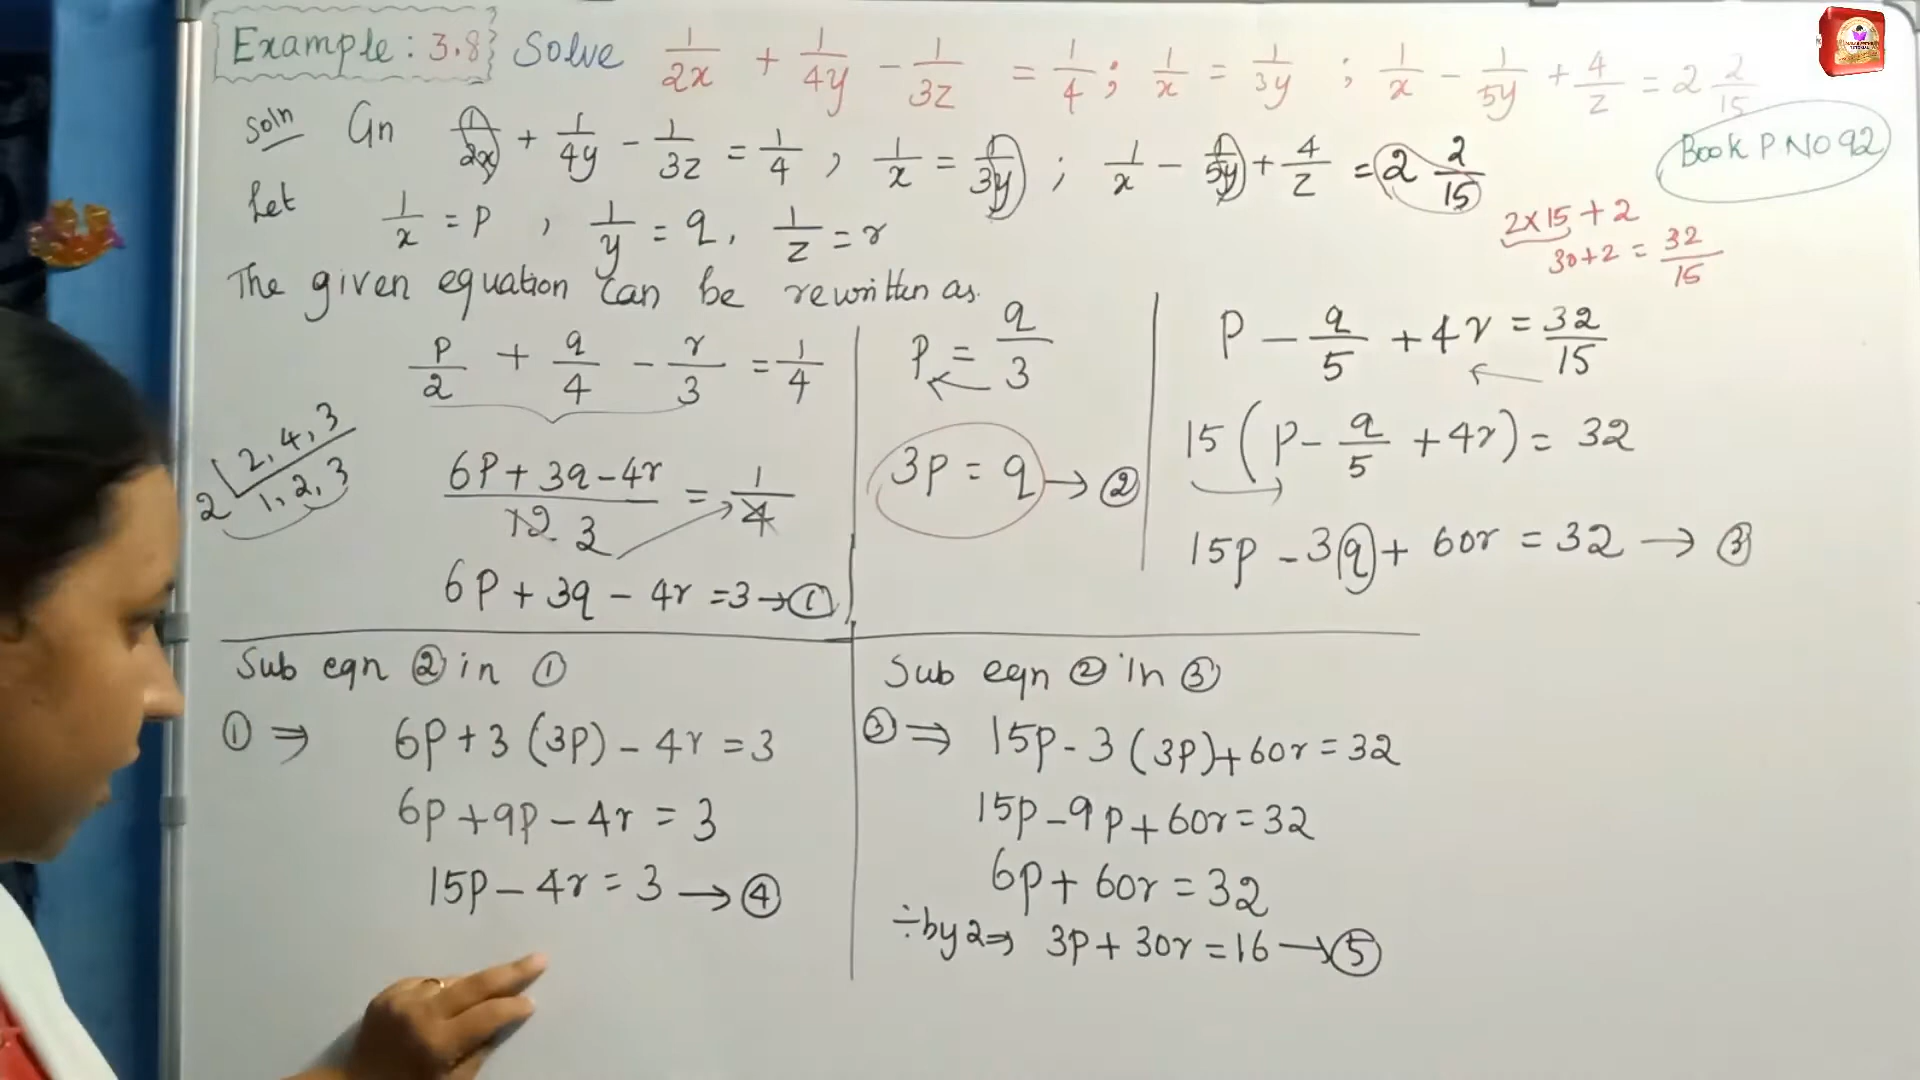 Example: 3.8 Solve 1/2x + 1/4y - 1/3z = 1/4 ; 1/x = 1/3y ; 1/x - 1/5y + 4/z = 2 2/15
Book P NO 92
Soln Gn 1/2x + 1/4y - 1/3z = 1/4 , 1/x = 1/3y ; 1/x - 1/5y + 4/z = 2 2/15
Let 1/x = p , 1/y = q , 1/z = r
2x15 + 2
30+2 = 32/15
The given equation can be rewritten as.
p/2 + q/4 - r/3 = 1/4
2, 4, 3
2 1, 2, 3
6p + 3q - 4r / 12 3 = 1/4
6p + 3q - 4r = 3 → ①
p = q/3
3p = q → ②
p - q/5 + 4r = 32/15
15 ( p - q/5 + 4r ) = 32
15p - 3q + 60r = 32 → ③
Sub eqn ② in ①
① ⇒ 6p + 3 (3p) - 4r = 3
6p + 9p - 4r = 3
15p - 4r = 3 → ④
Sub eqn ② in ③
③ ⇒ 15p - 3 (3p) + 60r = 32
15p - 9p + 60r = 32
6p + 60r = 32
÷ by 2 ⇒ 3p + 30r = 16 → ⑤